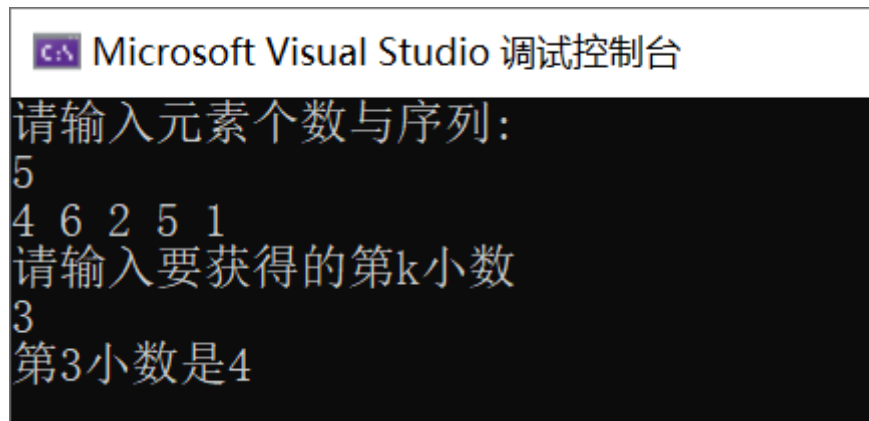 C:\ Microsoft Visual Studio 调试控制台
请输入元素个数与序列:
5
4 6 2 5 1
请输入要获得的第k小数
3
第3小数是4